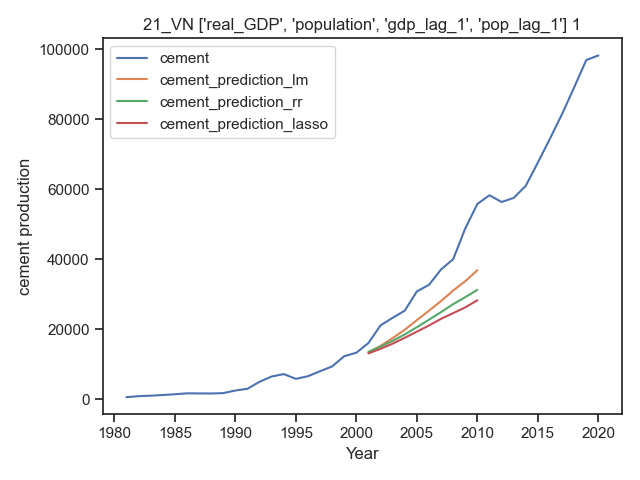 21_VN ['real_GDP', 'population', 'gdp_lag_1', 'pop_lag_1'] 1
cement
cement_prediction_lm
cement_prediction_rr
cement_prediction_lasso
100000
80000
60000
40000
20000
0
cement production
1980 1985 1990 1995 2000 2005 2010 2015 2020
Year